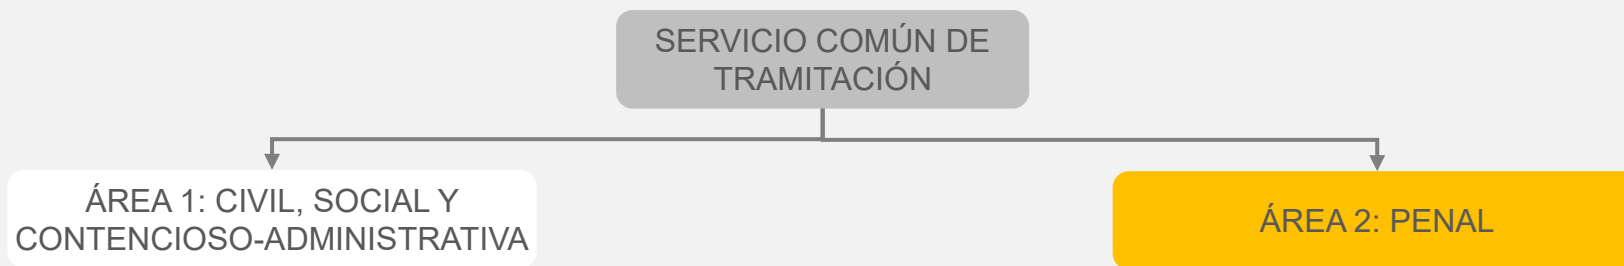 SERVICIO COMÚN DE
TRAMITACIÓN
ÁREA 1: CIVIL, SOCIAL Y
CONTENCIOSO-ADMINISTRATIVA
ÁREA 2: PENAL